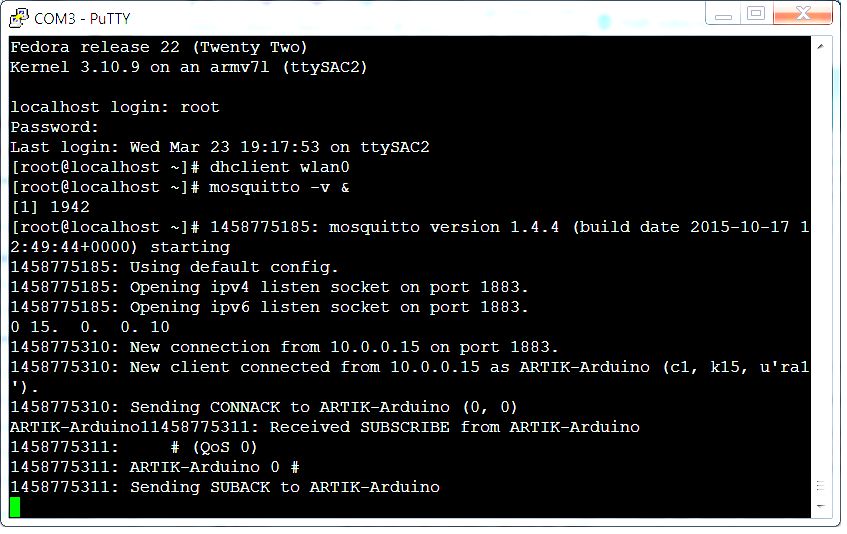 COM3 - PuTTY
Fedora release 22 (Twenty Two)
Kernel 3.10.9 on an armv7l (ttySAC2)
localhost login: root
Password:
Last login: Wed Mar 23 19:17:53 on ttySAC2
[root@localhost ~]# dhclient wlan0
[root@localhost ~]# mosquitto -v &
[1] 1942
[root@localhost ~]# 1458775185: mosquitto version 1.4.4 (build date 2015-10-17 1
2:49:44+0000) starting
1458775185: Using default config.
1458775185: Opening ipv4 listen socket on port 1883.
1458775185: Opening ipv6 listen socket on port 1883.
0 15.  0.  0. 10
1458775310: New connection from 10.0.0.15 on port 1883.
1458775310: New client connected from 10.0.0.15 as ARTIK-Arduino (c1, k15, u'ra1
').
1458775310: Sending CONNACK to ARTIK-Arduino (0, 0)
ARTIK-Arduino11458775311: Received SUBSCRIBE from ARTIK-Arduino
1458775311:     # (QoS 0)
1458775311: ARTIK-Arduino 0 #
1458775311: Sending SUBACK to ARTIK-Arduino